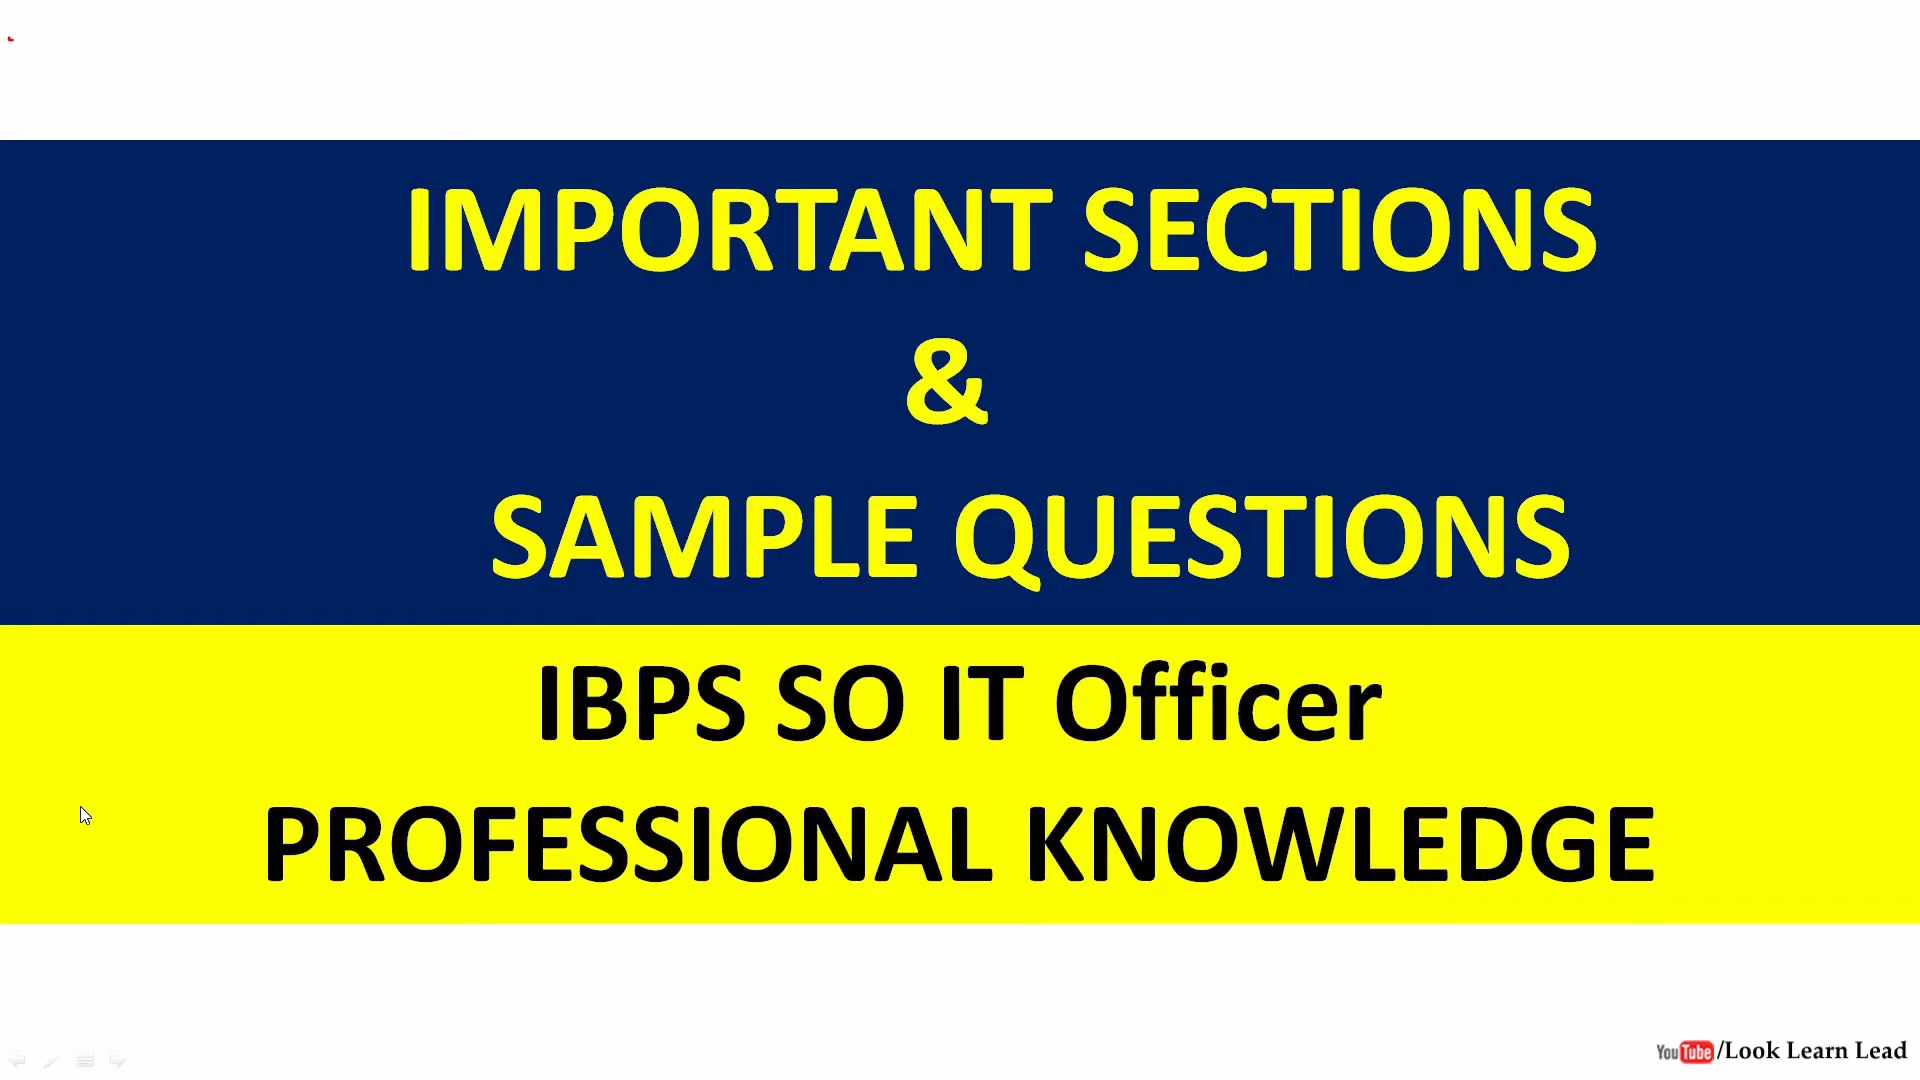 IMPORTANT SECTIONS
&
SAMPLE QUESTIONS
IBPS SO IT Officer
PROFESSIONAL KNOWLEDGE
YouTube/Look Learn Lead